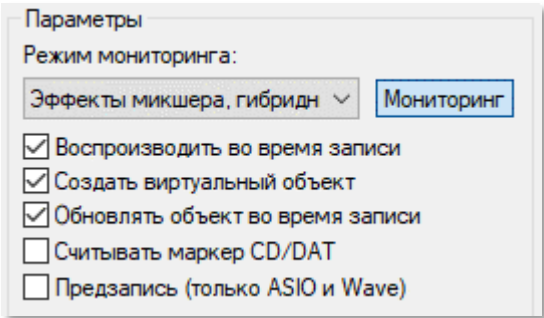 Параметры
Режим мониторинга:
Эффекты микшера, гибридн
Мониторинг
Воспроизводить во время записи
Создать виртуальный объект
Обновлять объект во время записи
Считывать маркер CD/DAT
Предзапись (только ASIO и Wave)